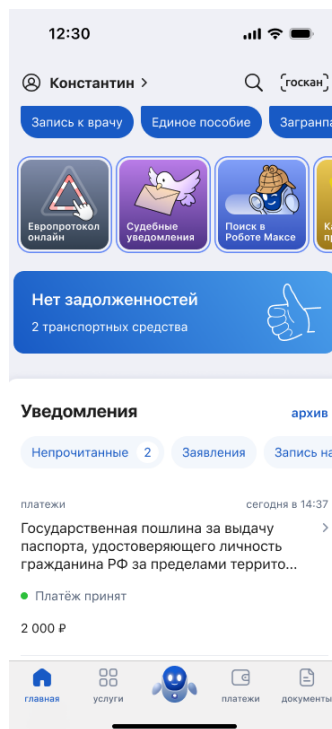 12:30
Константин >
госкан
Запись к врачу
Единое пособие
Загранпа
Европротокол
онлайн
Судебные
уведомления
Поиск в
Роботе Максе
Нет задолженностей
2 транспортных средства
Уведомления
архив
Непрочитанные 2
Заявления
Запись на
платежи
сегодня в 14:37
Государственная пошлина за выдачу
паспорта, удостоверяющего личность
гражданина РФ за пределами террито...
Платёж принят
2 000 ₽
главная
услуги
платежи
документы